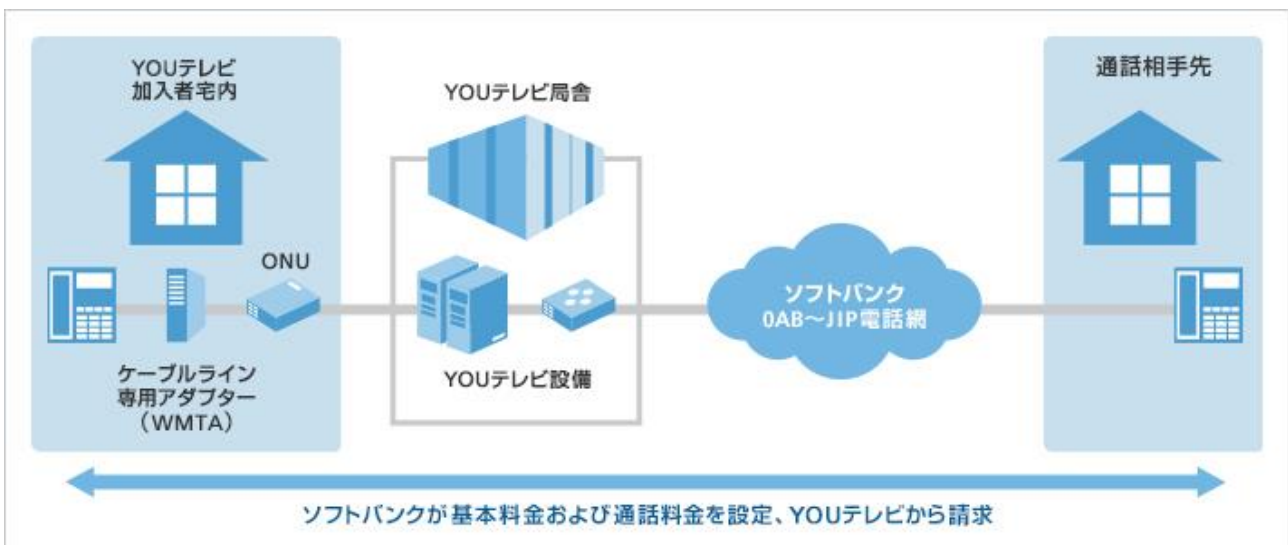 YOUテレビ
加入者宅内
ONU
ケーブルライン
専用アダプター
（WMTA）
YOUテレビ局舎
YOUテレビ設備
ソフトバンク
0AB～JIP電話網
通話相手先
ソフトバンクが基本料金および通話料金を設定、YOUテレビから請求